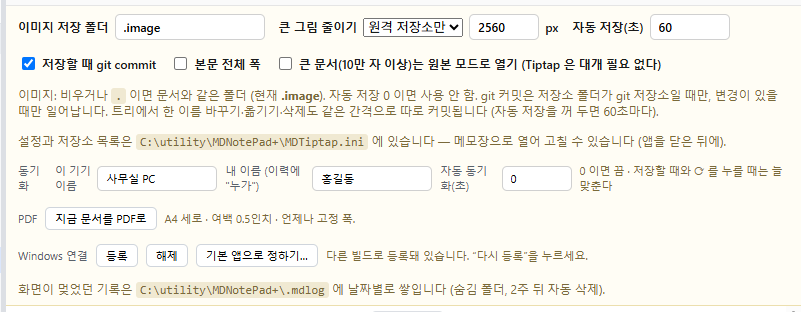 이미지 저장 폴더 .image 큰 그림 줄이기 원격 저장소만 2560 px 자동 저장(초) 60
저장할 때 git commit 본문 전체 폭 큰 문서(10만 자 이상)는 원본 모드로 열기 (Tiptap 은 대개 필요 없다)
이미지: 비우거나 . 이면 문서와 같은 폴더 (현재 .image). 자동 저장 0 이면 사용 안 함. git 커밋은 저장소 폴더가 git 저장소일 때만, 변경이 있을
때만 일어납니다. 트리에서 한 이름 바꾸기·옮기기·삭제도 같은 간격으로 따로 커밋됩니다 (자동 저장을 꺼 두면 60초마다).
설정과 저장소 목록은 C:\utility\MDNotePad+\MDTiptap.ini 에 있습니다 — 메모장으로 열어 고칠 수 있습니다 (앱을 닫은 뒤에).
동기화 이 기기 이름 사무실 PC 내 이름 (이력에 "누가") 홍길동 자동 동기화(초) 0 0 이면 끔 · 저장할 때와 ⟳ 를 누를 때는 늘 맞춘다
PDF 지금 문서를 PDF로 A4 세로 · 여백 0.5인치 · 언제나 고정 폭.
Windows 연결 등록 해제 기본 앱으로 정하기... 다른 빌드로 등록돼 있습니다. "다시 등록"을 누르세요.
화면이 멎었던 기록은 C:\utility\MDNotePad+\.mdlog 에 날짜별로 쌓입니다 (숨김 폴더, 2주 뒤 자동 삭제).